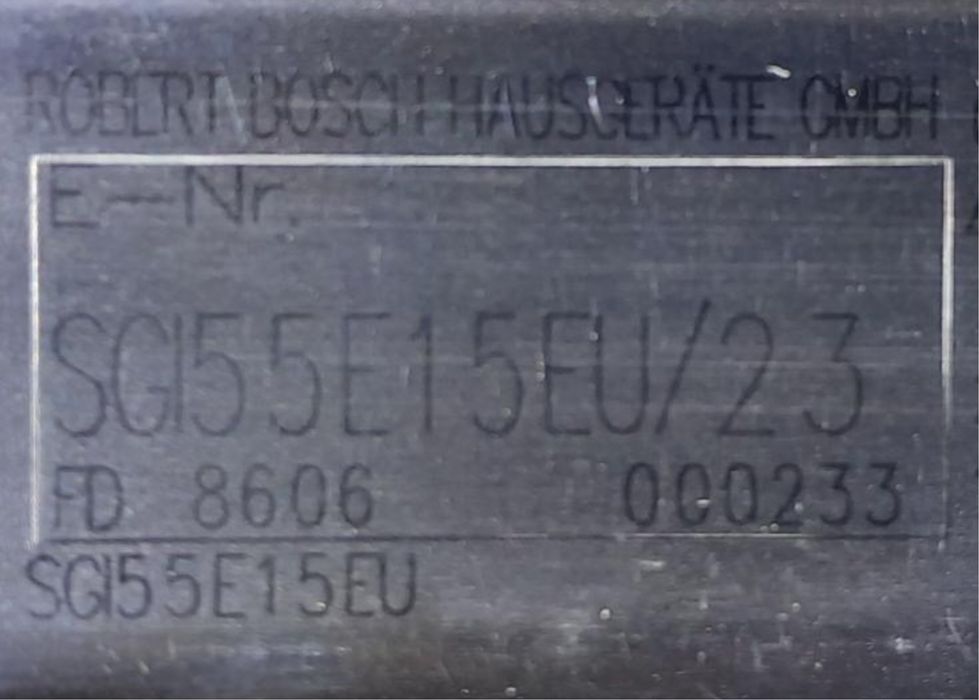 ROBERT BOSCH HAUSGERÄTE GMBH
E-Nr.
SGI55E15EU/23
FD 8606 000233
SGI55E15EU